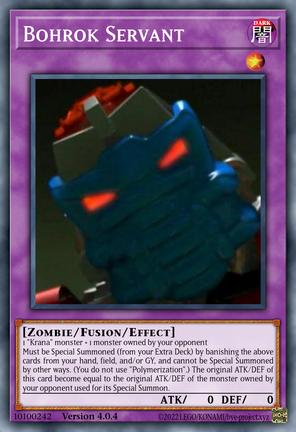 Bohrok Servant
DARK
闇
[Zombie/Fusion/Effect]
1 "Krana" monster + 1 monster owned by your opponent
Must be Special Summoned (from your Extra Deck) by banishing the above
cards from your hand, field, and/or GY, and cannot be Special Summoned
by other ways. (You do not use "Polymerization".) The original ATK/DEF of
this card become equal to the original ATK/DEF of the monster owned by
your opponent used for its Special Summon.
ATK/ 0 DEF/ 0
10100242 Version 4.0.4 ©2022 LEGO/KONAMI/bye-project.xyz